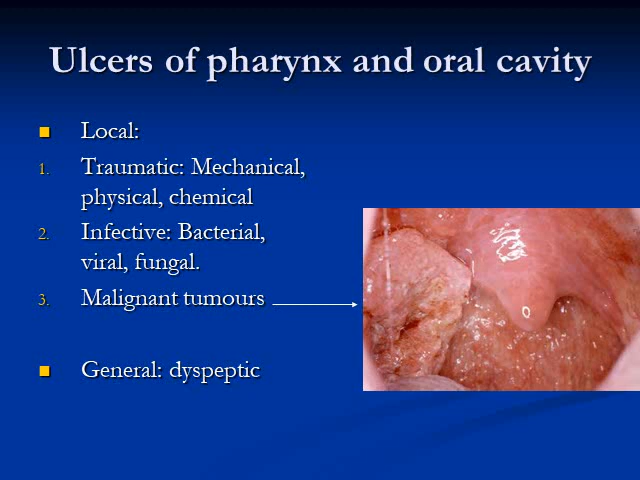 Ulcers of pharynx and oral cavity
Local:
1. Traumatic: Mechanical,
physical, chemical
2. Infective: Bacterial,
viral, fungal.
3. Malignant tumours
General: dyspeptic